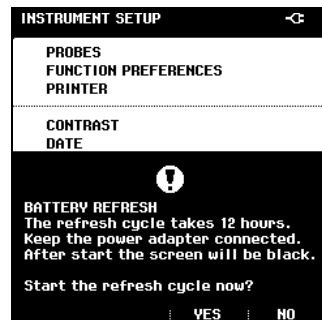 INSTRUMENT SETUP
PROBES
FUNCTION PREFERENCES
PRINTER
CONTRAST
DATE
BATTERY REFRESH
The refresh cycle takes 12 hours.
Keep the power adapter connected.
After start the screen will be black.
Start the refresh cycle now?
YES NO